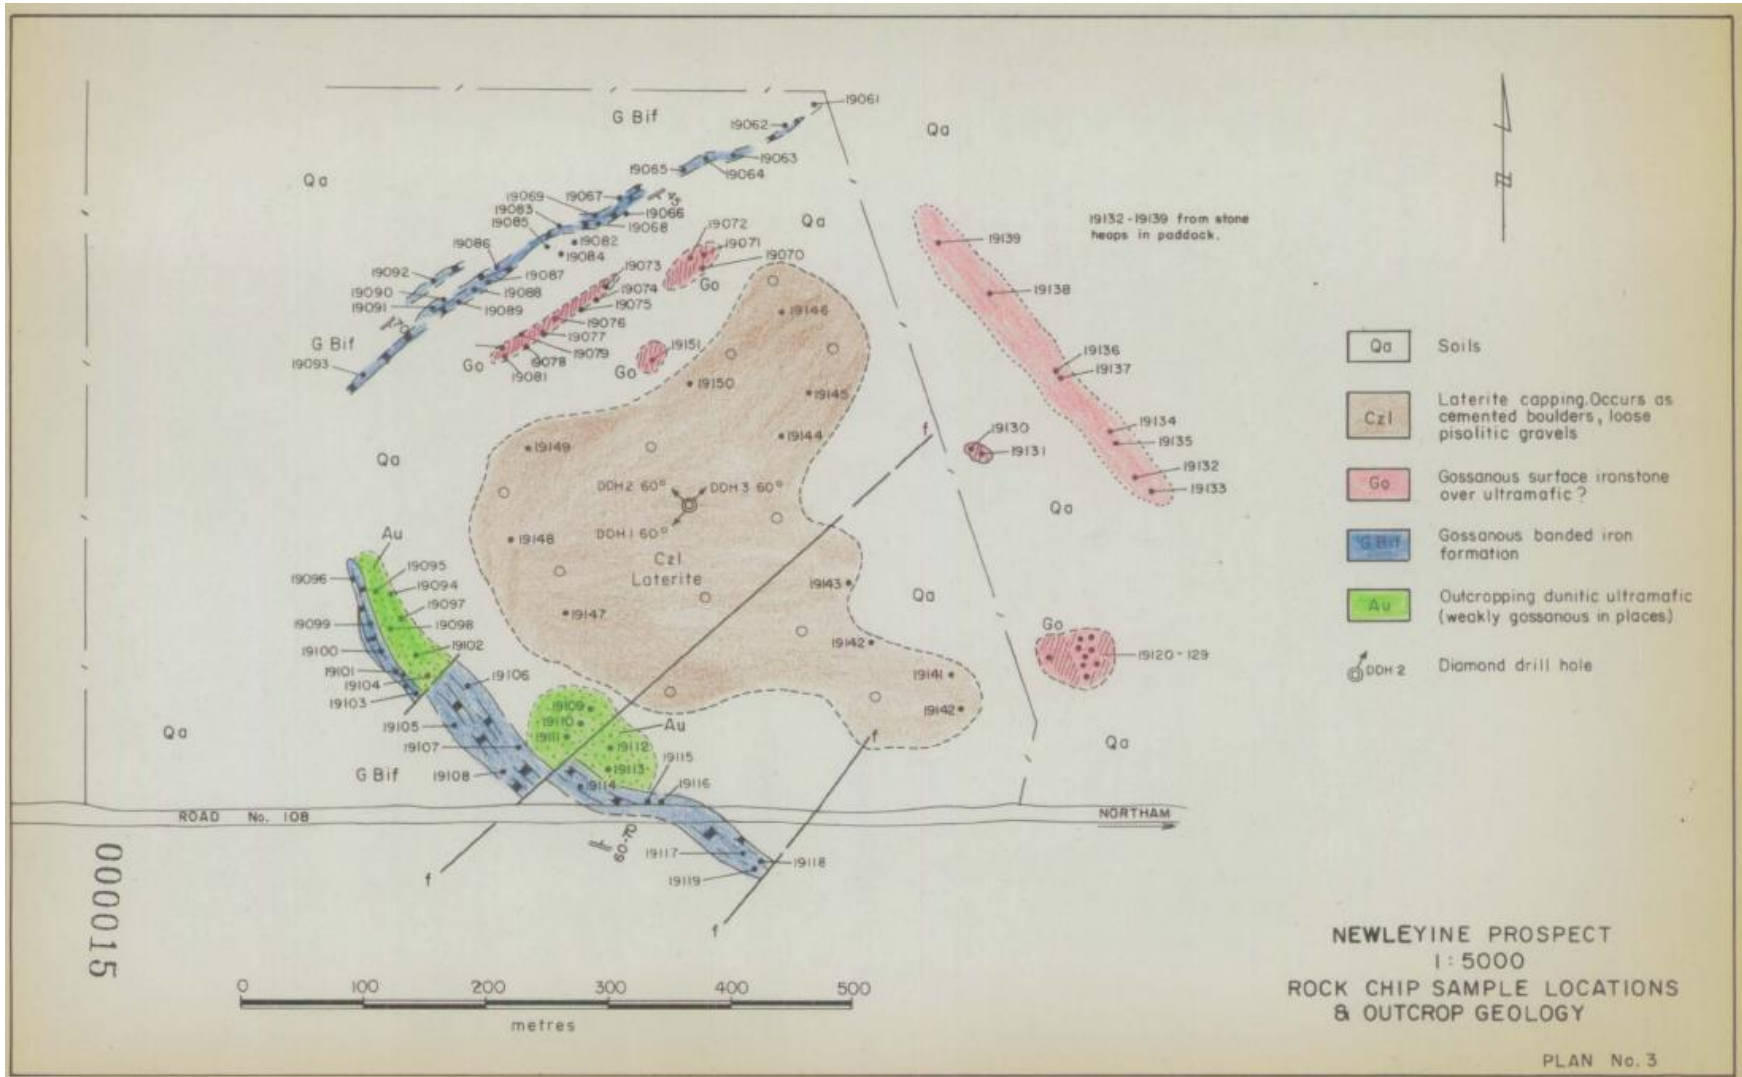 19061
G Bif
19062
Qa
19063
19065
19064
Qa
19069
19067
19083
19066
19085
19068
Qa
19072
19082
19071
19086
19084
19070
19092
19087
19073
Go
19090
19088
19074
19091
19089
19075
70
19076
G Bif
19077
19093
Go
19078
19079
19081
19151
Go
19146
19150
19145
19144
19149
f
Qa
DDH2 60°
DDH3 60°
DDH1 60°
19148
Czl
Laterite
19143
Qa
19147
19142
19141
19142
19132-19139 from stone
heaps in paddock.
19139
19138
19136
19137
19134
19135
19130
19131
19132
19133
Qa
Go
19120-129
Qa
Au
19095
19096
19094
19097
19099
19098
19100
19102
19101
19104
19106
19103
19105
19109
19110
Au
19111
19107
19112
19115
Qa
G Bif
19108
19113
19116
19114
f
ROAD No. 108
NORTHAM
60-70
19117
19118
19119
f
f
Qa
Soils
Czl
Laterite capping. Occurs as
cemented boulders, loose
pisolitic gravels
Go
Gossanous surface ironstone
over ultramafic?
G Bif
Gossanous banded iron
formation
Au
Outcropping dunitic ultramafic
(weakly gossanous in places)
DDH 2
Diamond drill hole
000015
0 100 200 300 400 500
metres
NEWLEYINE PROSPECT
1:5000
ROCK CHIP SAMPLE LOCATIONS
& OUTCROP GEOLOGY
PLAN No. 3